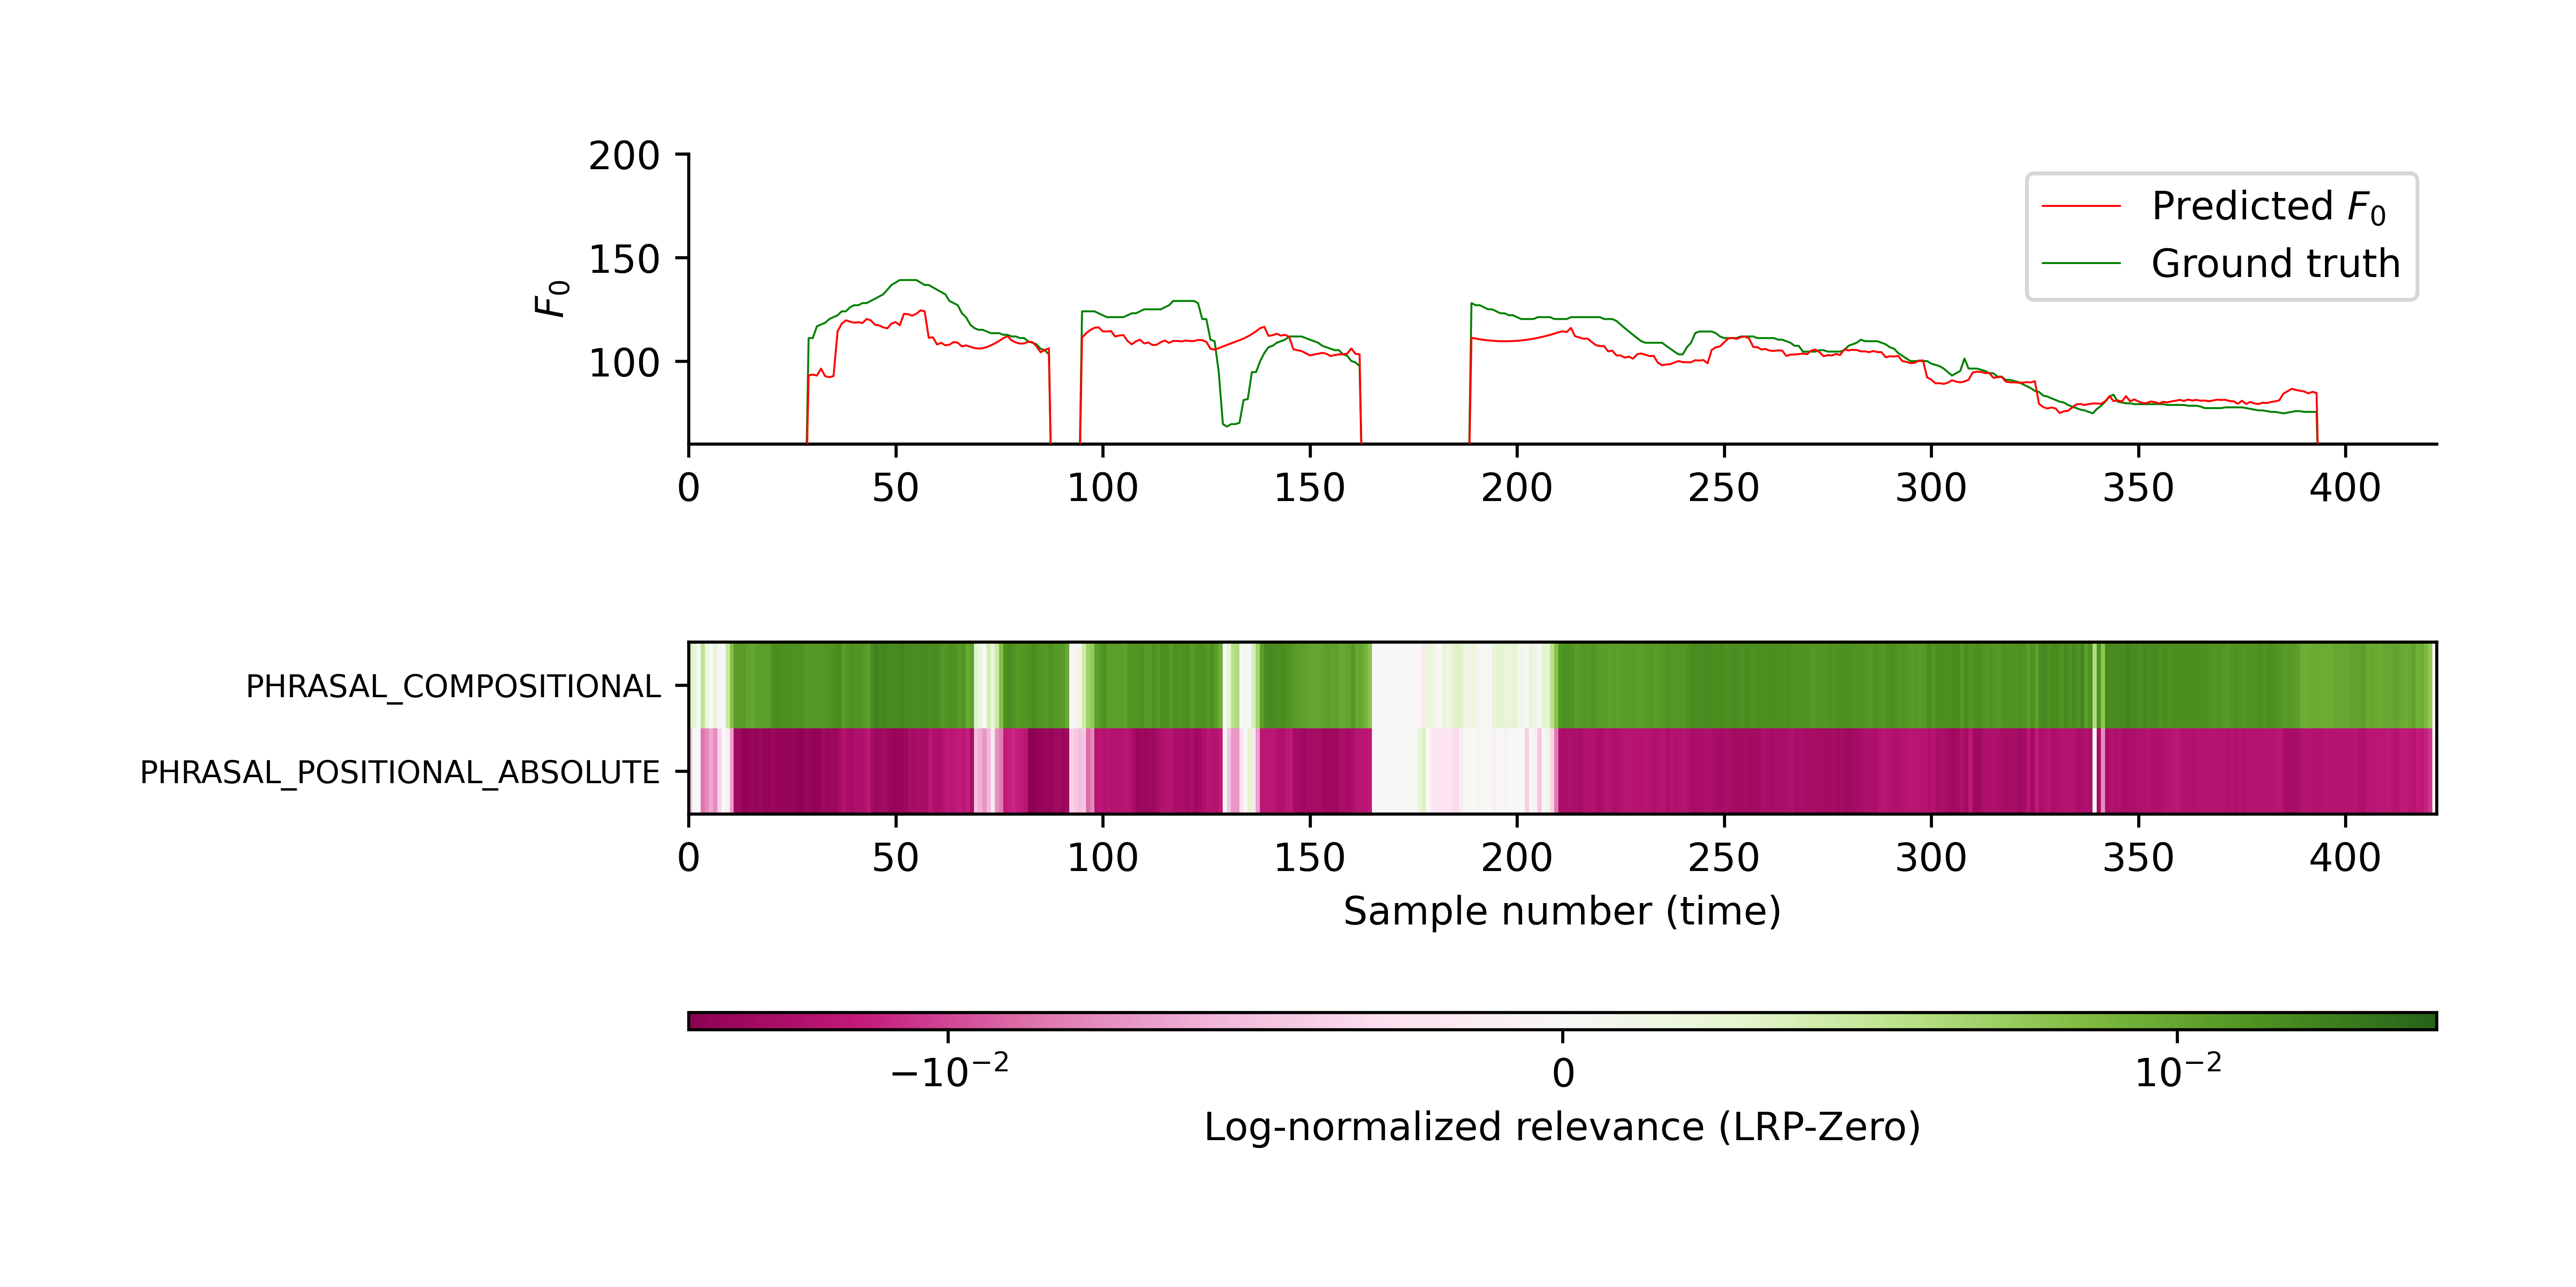 200
150
100
F₀
Predicted F₀
Ground truth
0 50 100 150 200 250 300 350 400
PHRASAL_COMPOSITIONAL
PHRASAL_POSITIONAL_ABSOLUTE
0 50 100 150 200 250 300 350 400
Sample number (time)
−10⁻² 0 10⁻²
Log-normalized relevance (LRP-Zero)